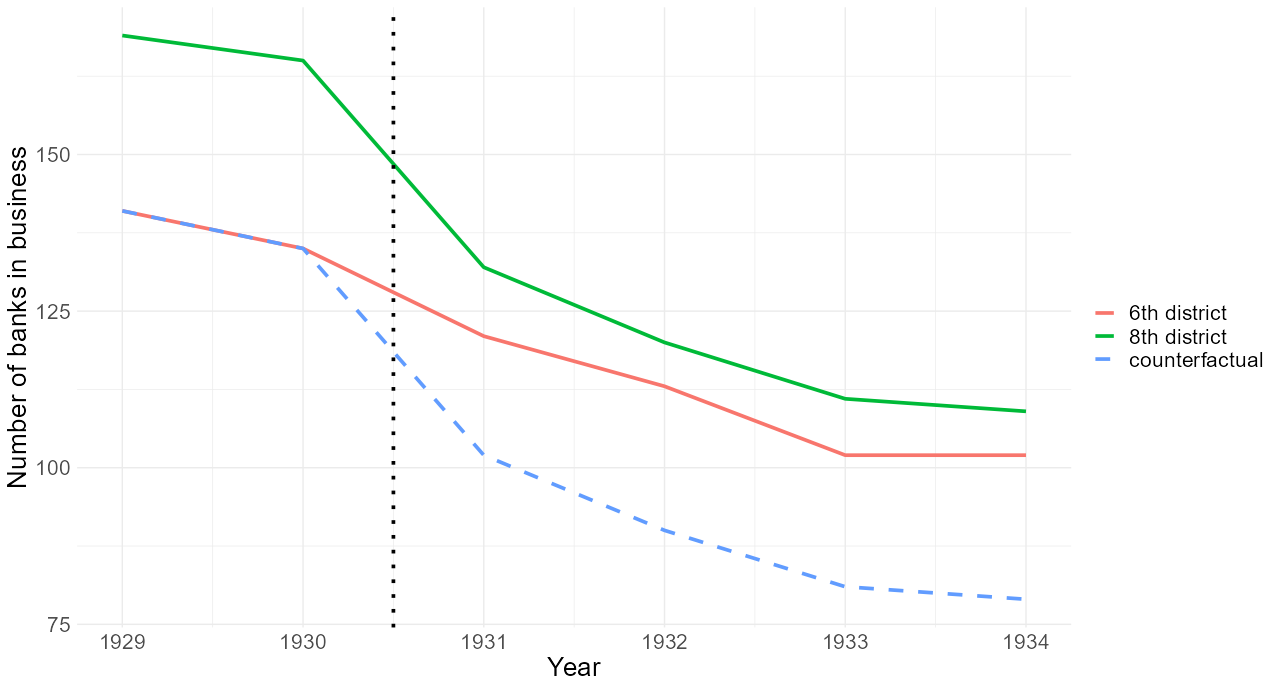 Number of banks in business
150
125
100
75
1929 1930 1931 1932 1933 1934
Year
6th district
8th district
counterfactual